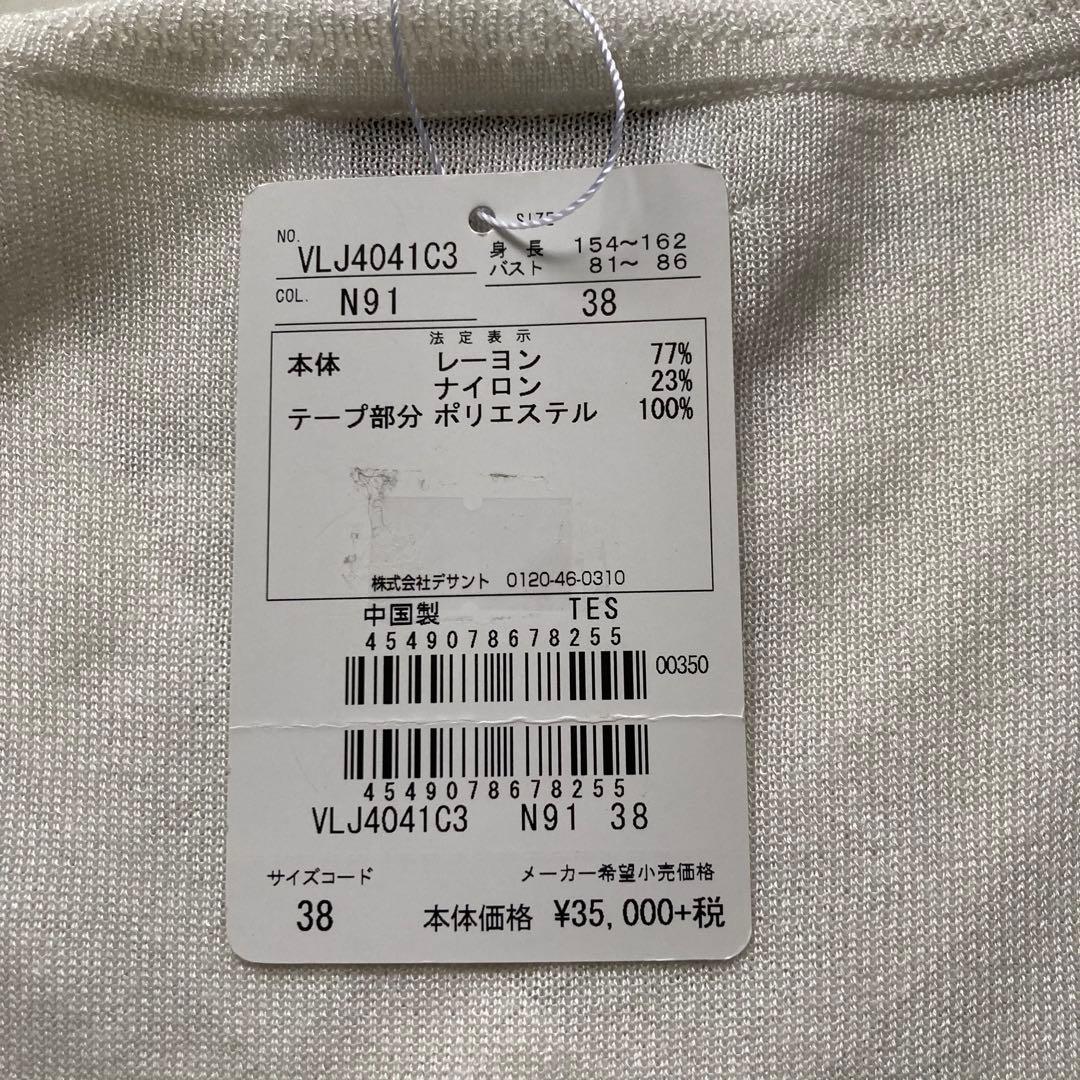 NO. VLJ4041C3
SIZE
身 長 154～162
バスト 81～ 86
COL. N91
38
法 定 表 示
本体 レーヨン 77%
ナイロン 23%
テープ部分 ポリエステル 100%
株式会社デサント 0120-46-0310
中国製 TES
4549078678255
00350
4549078678255
VLJ4041C3 N91 38
サイズコード メーカー希望小売価格
38 本体価格 ¥35,000+税